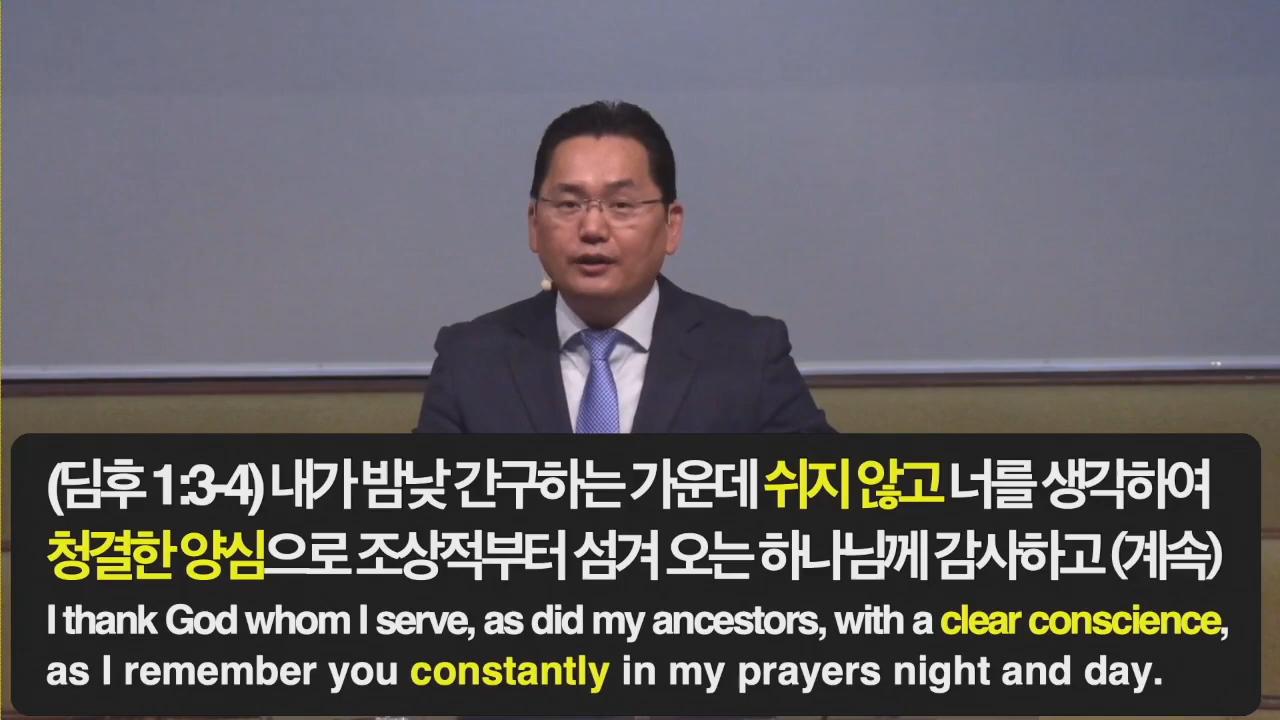 (딤후 1:3-4) 내가 밤낮 간구하는 가운데 쉬지 않고 너를 생각하여
청결한 양심으로 조상적부터 섬겨 오는 하나님께 감사하고 (계속)
I thank God whom I serve, as did my ancestors, with a clear conscience,
as I remember you constantly in my prayers night and day.